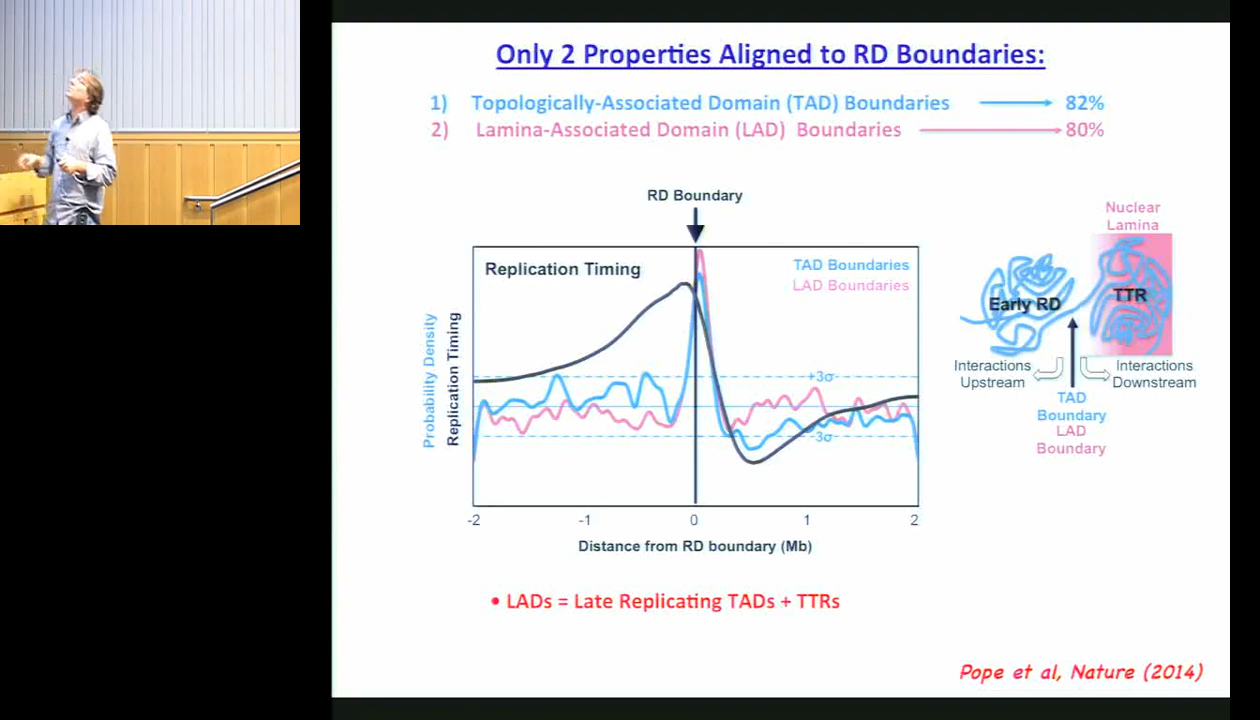 Only 2 Properties Aligned to RD Boundaries:
1) Topologically-Associated Domain (TAD) Boundaries 82%
2) Lamina-Associated Domain (LAD) Boundaries 80%
RD Boundary
Replication Timing
TAD Boundaries
LAD Boundaries
Probability Density
Replication Timing
+3σ
-3σ
-2 -1 0 1 2
Distance from RD boundary (Mb)
Nuclear
Lamina
Early RD
TTR
Interactions
Upstream
Interactions
Downstream
TAD
Boundary
LAD
Boundary
• LADs = Late Replicating TADs + TTRs
Pope et al, Nature (2014)